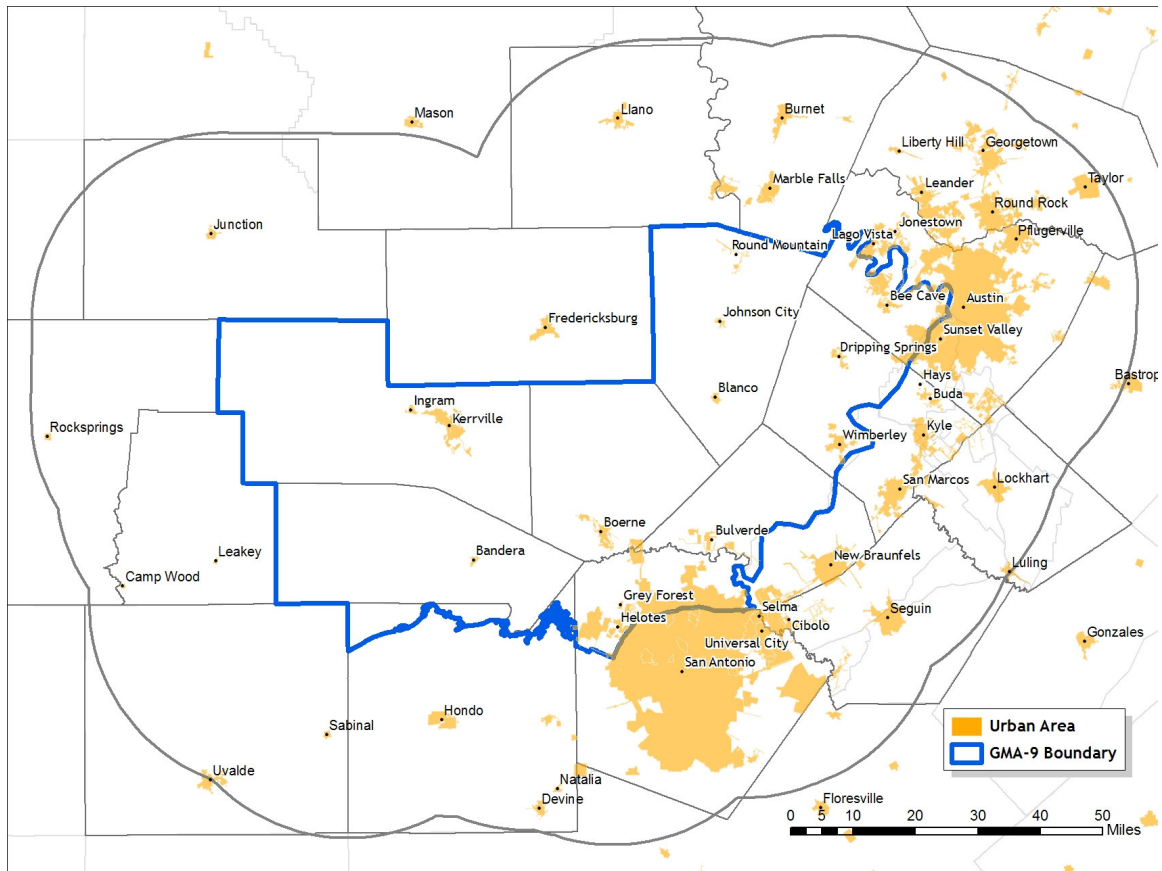 Mason
Llano
Burnet
Liberty Hill
Georgetown
Marble Falls
Leander
Taylor
Round Rock
Junction
Jonestown
Lago Vista
Pflugerville
Round Mountain
Bee Cave
Austin
Fredericksburg
Johnson City
Sunset Valley
Dripping Springs
Hays
Bastrop
Blanco
Buda
Ingram
Kerrville
Rocksprings
Wimberley
Kyle
San Marcos
Lockhart
Boerne
Bulverde
Leakey
Bandera
New Braunfels
Luling
Camp Wood
Grey Forest
Selma
Seguin
Helotes
Cibolo
Universal City
Gonzales
San Antonio
Hondo
Sabinal
Urban Area
GMA-9 Boundary
Uvalde
Natalia
Devine
Floresville
0 5 10 20 30 40 50
Miles